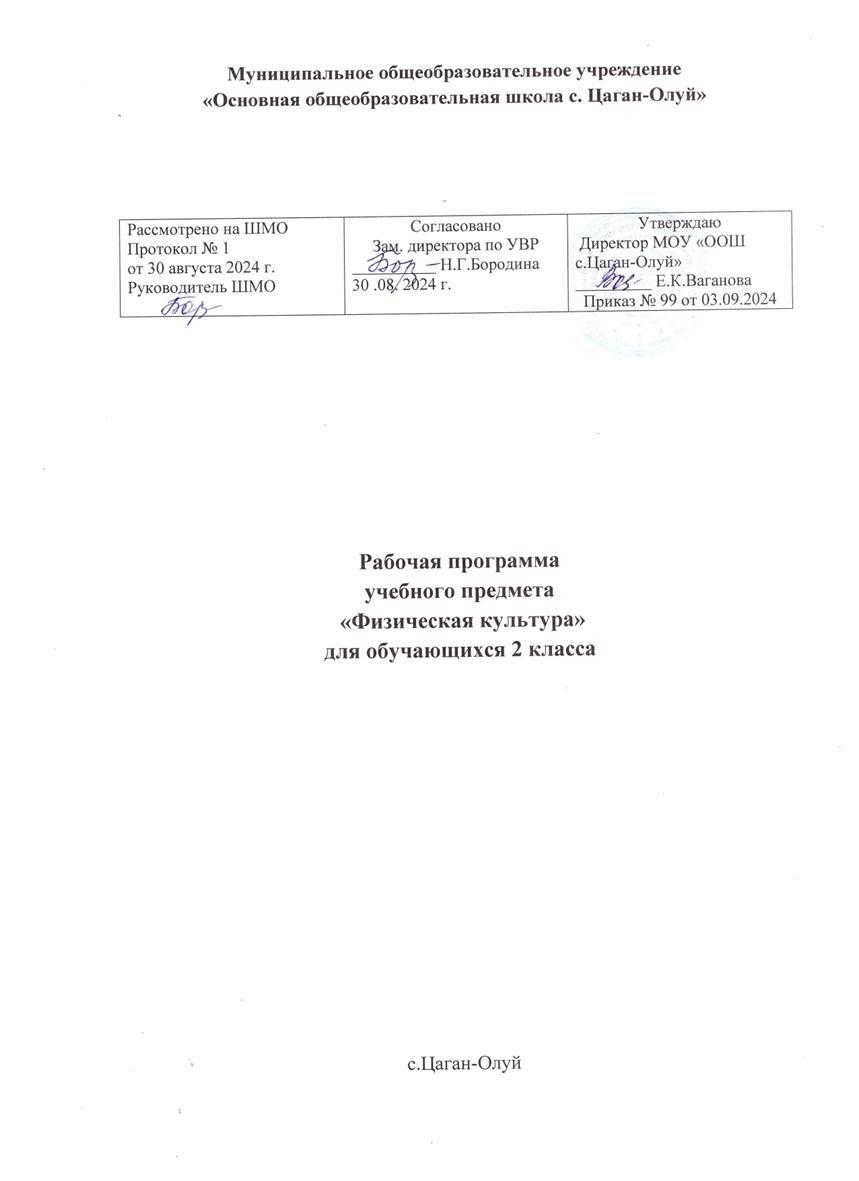 Муниципальное общеобразовательное учреждение
«Основная общеобразовательная школа с. Цаган-Олуй»
Рассмотрено на ШМО
Протокол № 1
от 30 августа 2024 г.
Руководитель ШМО
Бор
Согласовано
Зам. директора по УВР
Бор Н.Г.Бородина
30 .08. 2024 г.
Утверждаю
Директор МОУ «ООШ
с.Цаган-Олуй»
Е.К.Ваганова
Приказ № 99 от 03.09.2024
Рабочая программа
учебного предмета
«Физическая культура»
для обучающихся 2 класса
с.Цаган-Олуй